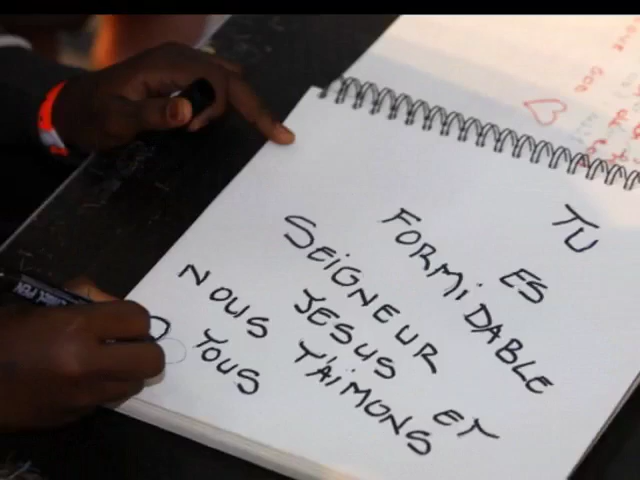 TU
ES
FORMiDABLE
SEiGNEUR
JESUS ET
NOUS T'AiMONS
TOUS